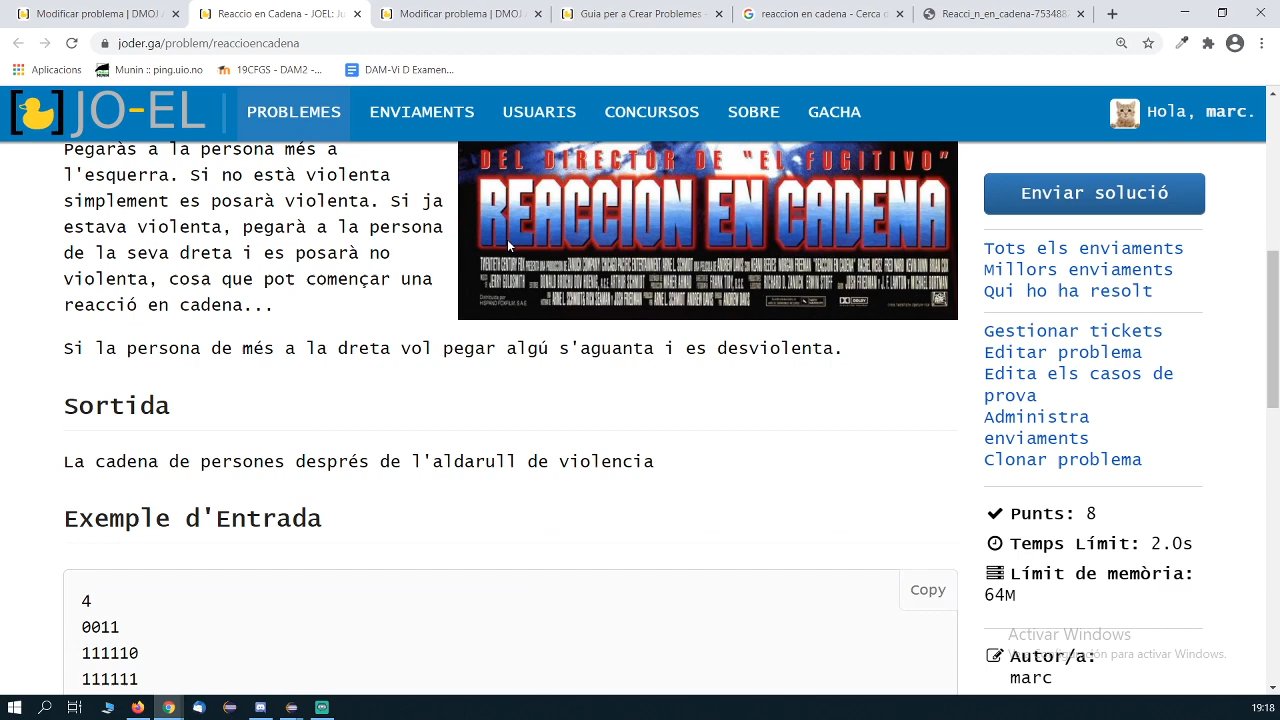 Modificar problema | DMOJ /
Reaccio en Cadena - JOEL: Ju
Modificar problema | DMOJ /
Guia per a Crear Problemes -
reaccion en cadena - Cerca d
Reacci_n_en_cadena-7534887
joder.ga/problem/reaccioencadena
Aplicacions
Munin :: ping.uio.no
19CFGS - DAM2 -...
DAM-Vi D Examen...
[ ] JO-EL
PROBLEMES
ENVIAMENTS
USUARIS
CONCURSOS
SOBRE
GACHA
Hola, marc.
Pegaràs a la persona més a
l'esquerra. Si no està violenta
simplement es posarà violenta. Si ja
estava violenta, pegarà a la persona
de la seva dreta i es posarà no
violenta, cosa que pot començar una
reacció en cadena...
DEL DIRECTOR DE "EL FUGITIVO"
REACCION EN CADENA
Si la persona de més a la dreta vol pegar algú s'aguanta i es desviolenta.
Sortida
La cadena de persones després de l'aldarull de violencia
Exemple d'Entrada
Copy
4
0011
111110
111111
Enviar solució
Tots els enviaments
Millors enviaments
Qui ho ha resolt
Gestionar tickets
Editar problema
Edita els casos de
prova
Administra
enviaments
Clonar problema
Punts: 8
Temps Límit: 2.0s
Límit de memòria:
64M
Activar Windows
para activar Windows.
Autor/a:
marc
19:18